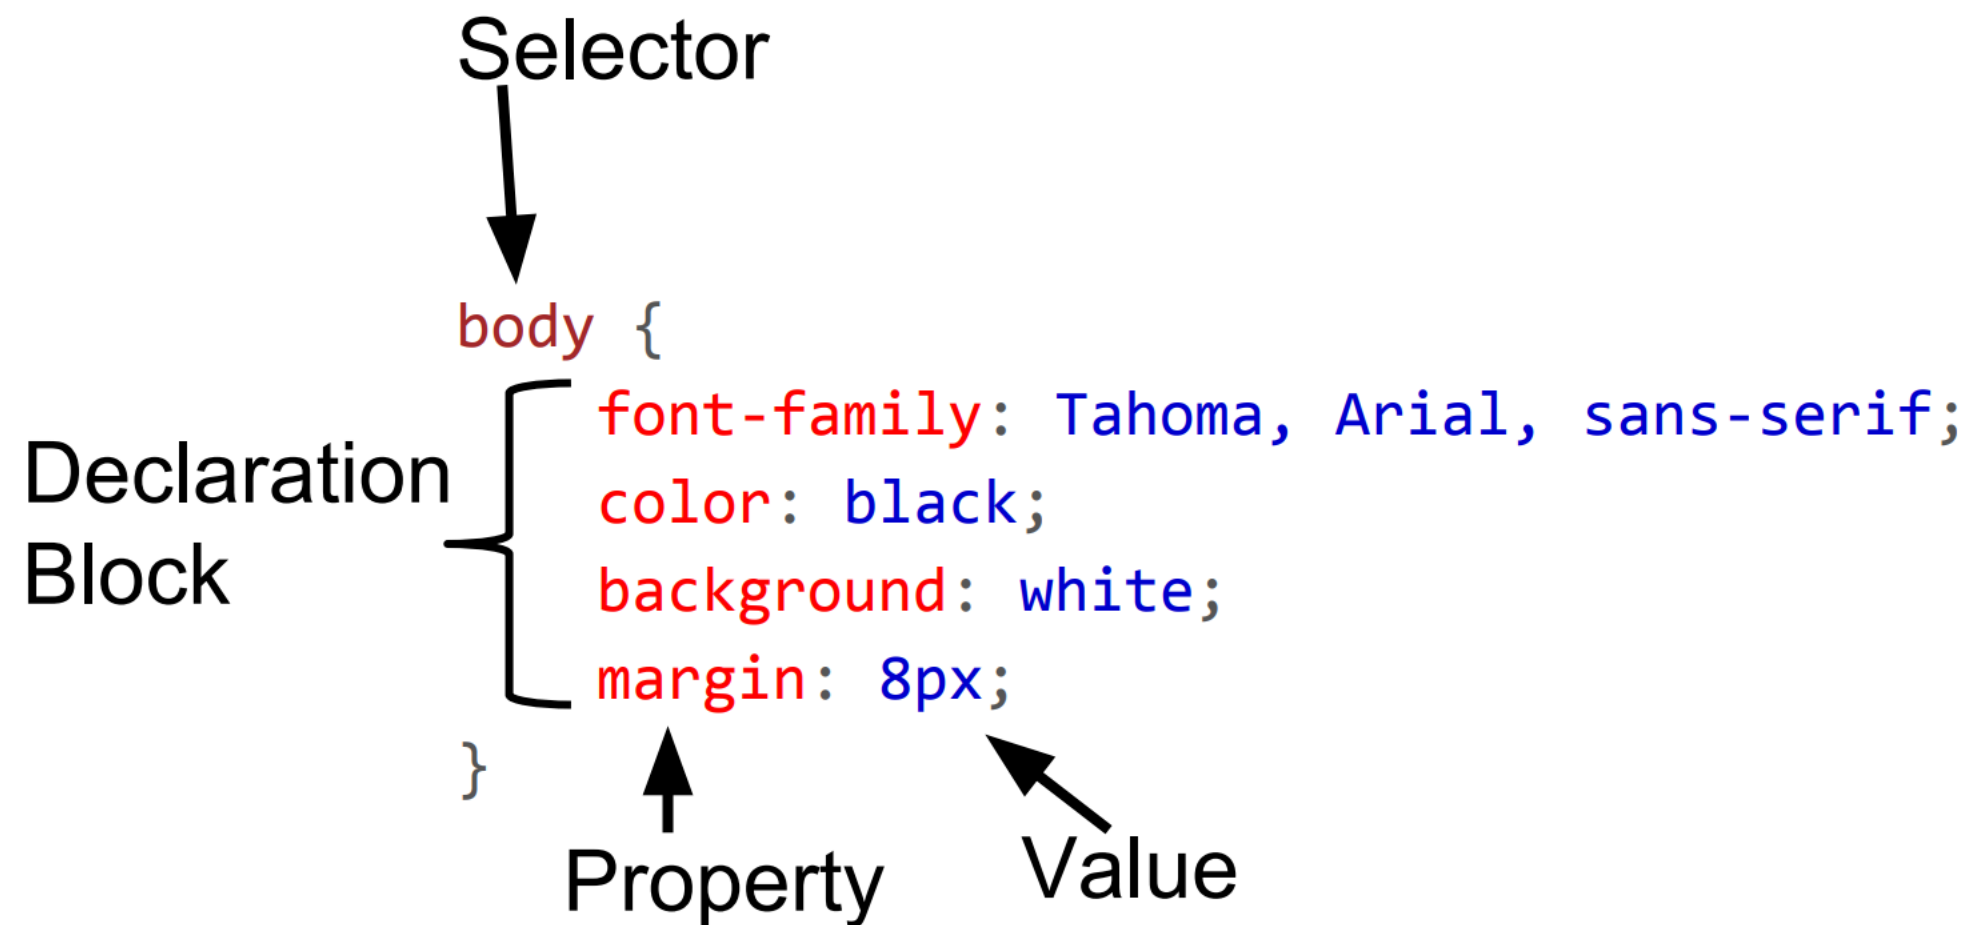 Selector
body {
font-family: Tahoma, Arial, sans-serif;
Declaration
color: black;
Block
background: white;
margin: 8px;
}
Property
Value